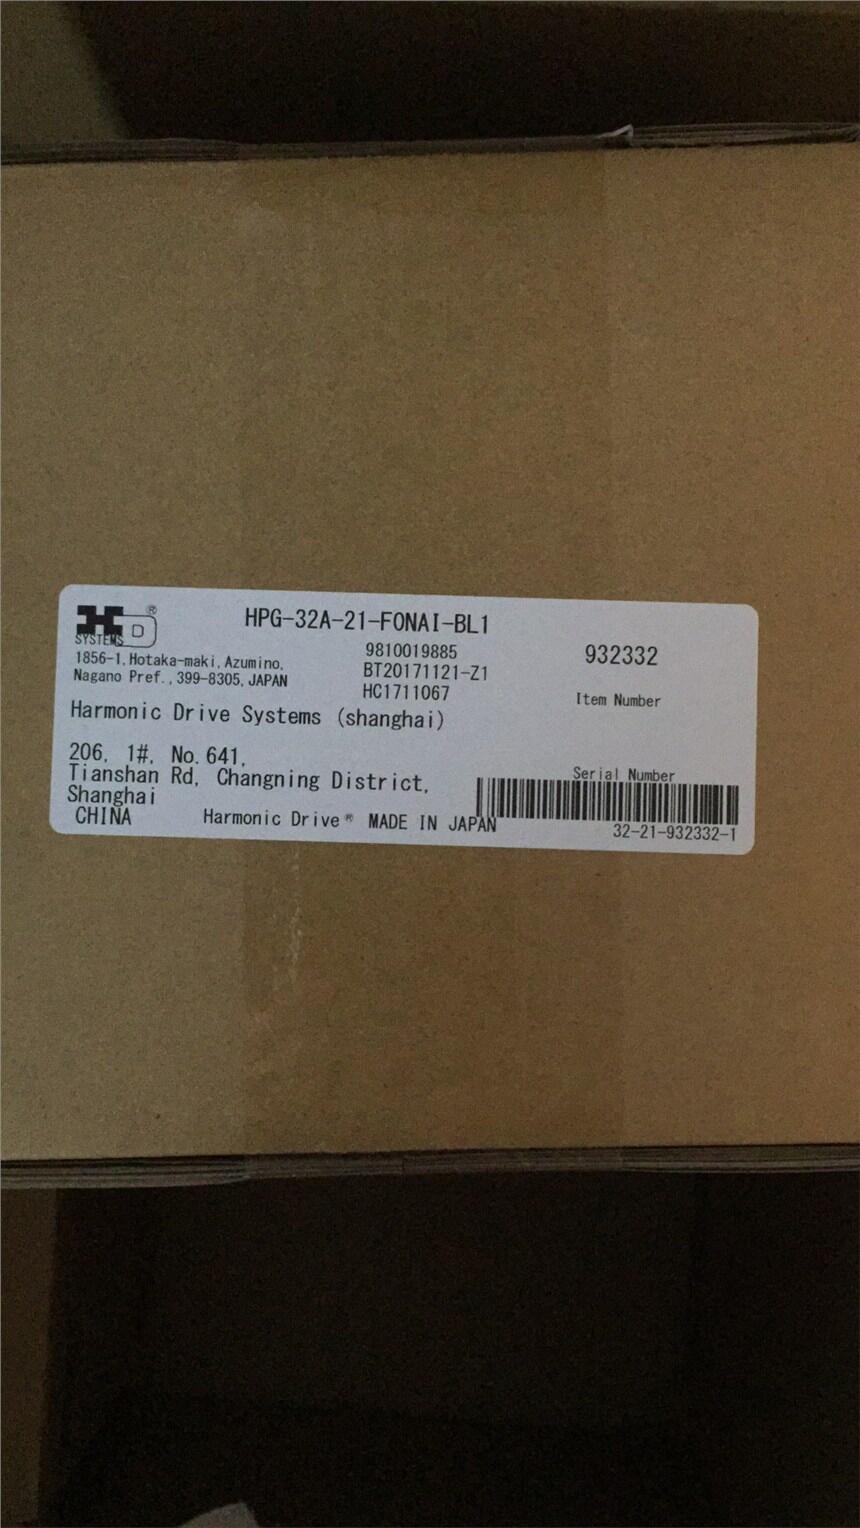 HPG-32A-21-FONAI-BL1
HD®
SYSTEMS
1856-1, Hotaka-maki, Azumino,
Nagano Pref., 399-8305, JAPAN
9810019885
BT20171121-Z1
HC1711067
932332
Item Number
Harmonic Drive Systems (shanghai)
206, 1#, No. 641,
Tianshan Rd, Changning District,
Shanghai
CHINA
Harmonic Drive® MADE IN JAPAN
Serial Number
32-21-932332-1